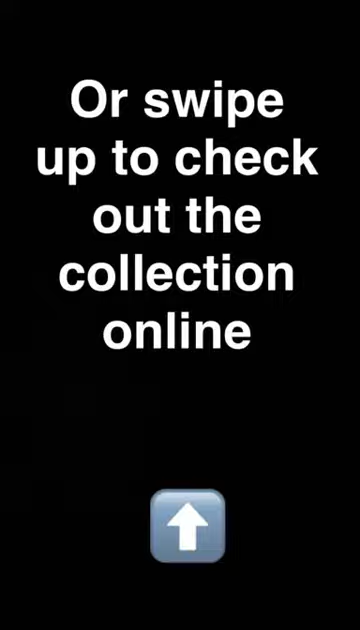 Or swipe
up to check
out the
collection
online